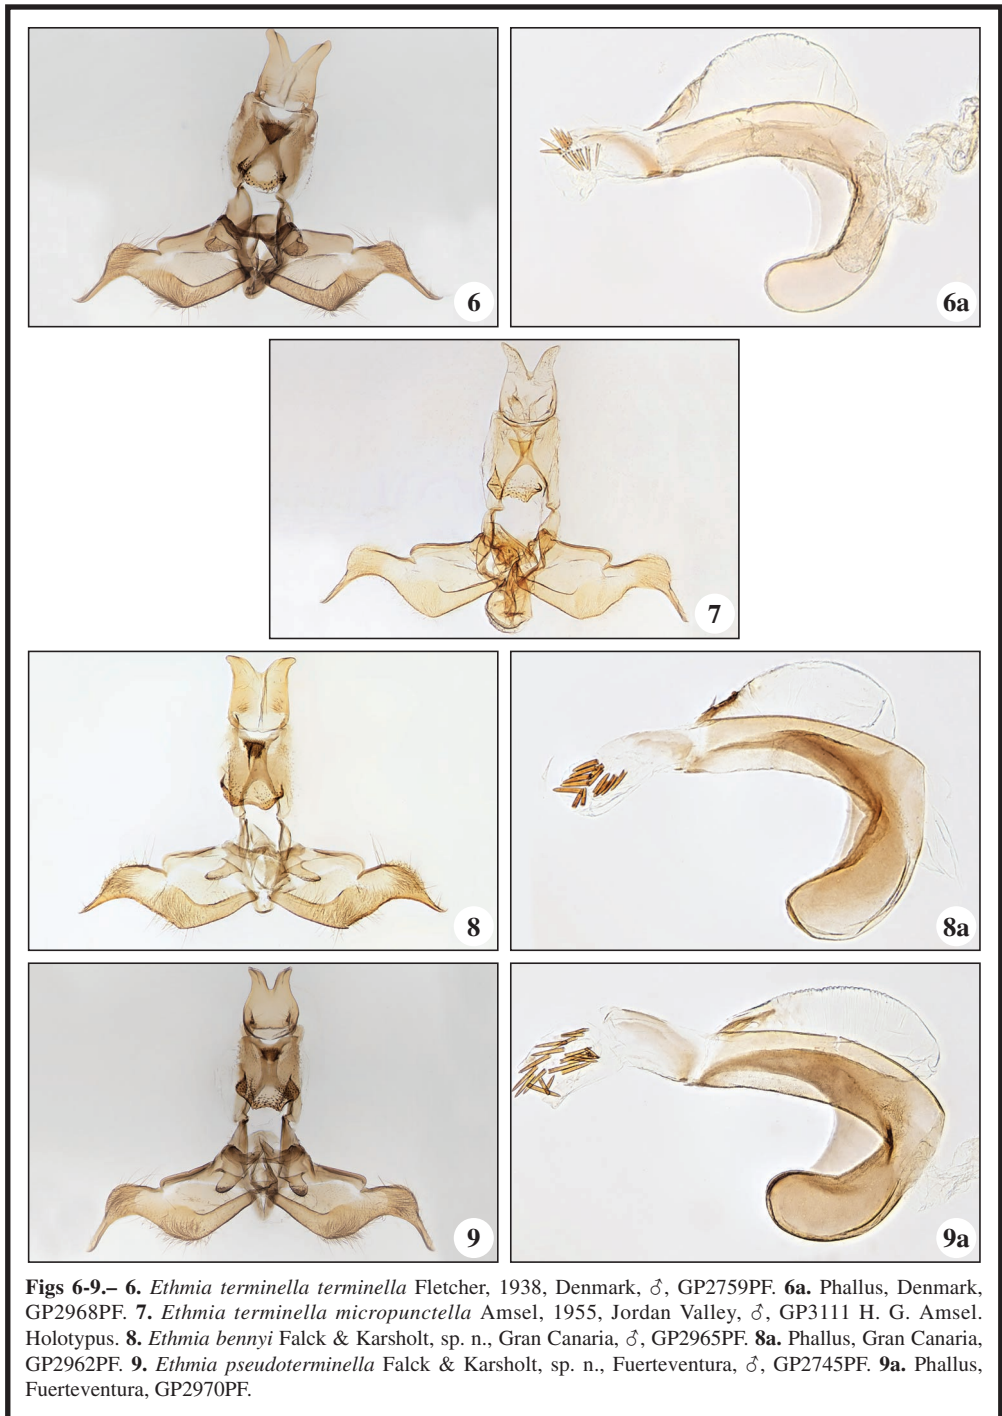 6
6a
7
8
8a
9
9a
Figs 6-9.– 6. Ethmia terminella terminella Fletcher, 1938, Denmark, ♂, GP2759PF. 6a. Phallus, Denmark,
GP2968PF. 7. Ethmia terminella micropunctella Amsel, 1955, Jordan Valley, ♂, GP3111 H. G. Amsel.
Holotypus. 8. Ethmia bennyi Falck & Karsholt, sp. n., Gran Canaria, ♂, GP2965PF. 8a. Phallus, Gran Canaria,
GP2962PF. 9. Ethmia pseudoterminella Falck & Karsholt, sp. n., Fuerteventura, ♂, GP2745PF. 9a. Phallus,
Fuerteventura, GP2970PF.